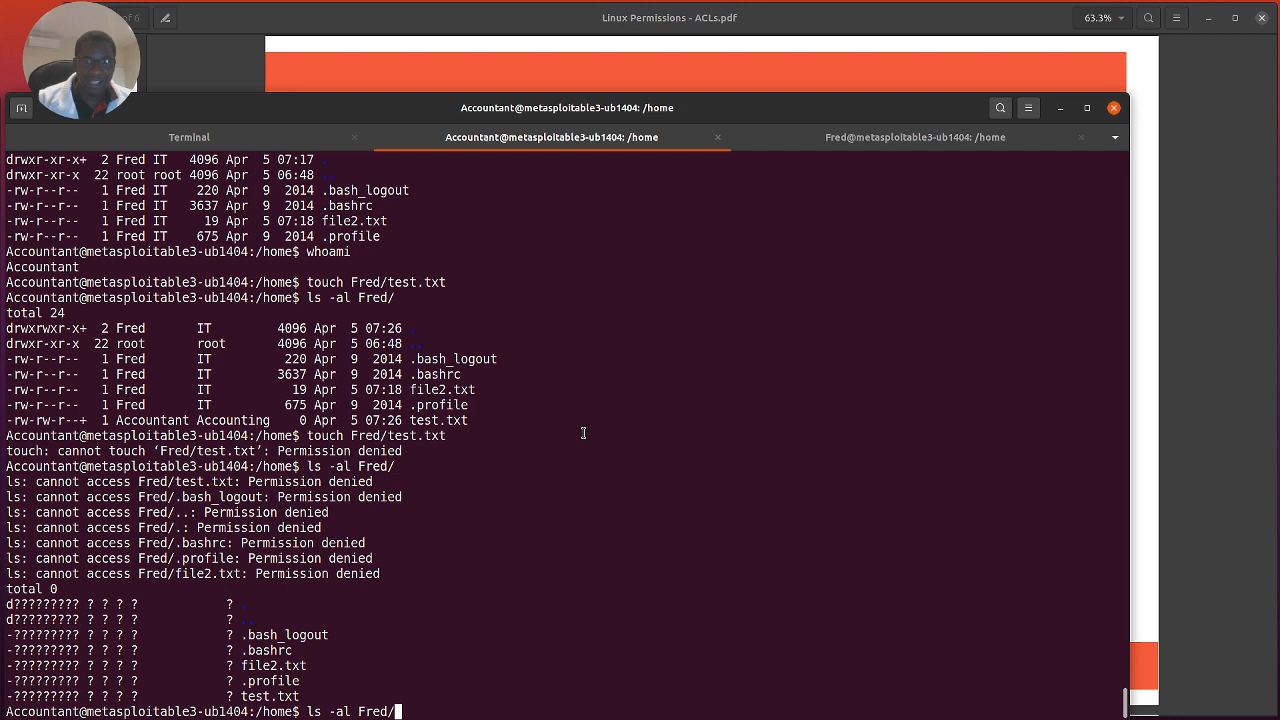 of 6
Linux Permissions - ACLs.pdf
63.3%
Accountant@metasploitable3-ub1404: /home
Terminal
Accountant@metasploitable3-ub1404: /home
Fred@metasploitable3-ub1404: /home
drwxr-xr-x+  2 Fred IT   4096 Apr  5 07:17 .
drwxr-xr-x  22 root root 4096 Apr  5 06:48 ..
-rw-r--r--   1 Fred IT    220 Apr  9  2014 .bash_logout
-rw-r--r--   1 Fred IT   3637 Apr  9  2014 .bashrc
-rw-r--r--   1 Fred IT     19 Apr  5 07:18 file2.txt
-rw-r--r--   1 Fred IT    675 Apr  9  2014 .profile
Accountant@metasploitable3-ub1404:/home$ whoami
Accountant
Accountant@metasploitable3-ub1404:/home$ touch Fred/test.txt
Accountant@metasploitable3-ub1404:/home$ ls -al Fred/
total 24
drwxrwxr-x+  2 Fred       IT         4096 Apr  5 07:26 .
drwxr-xr-x  22 root       root       4096 Apr  5 06:48 ..
-rw-r--r--   1 Fred       IT          220 Apr  9  2014 .bash_logout
-rw-r--r--   1 Fred       IT         3637 Apr  9  2014 .bashrc
-rw-r--r--   1 Fred       IT           19 Apr  5 07:18 file2.txt
-rw-r--r--   1 Fred       IT          675 Apr  9  2014 .profile
-rw-rw-r--+  1 Accountant Accounting    0 Apr  5 07:26 test.txt
Accountant@metasploitable3-ub1404:/home$ touch Fred/test.txt
touch: cannot touch ‘Fred/test.txt’: Permission denied
Accountant@metasploitable3-ub1404:/home$ ls -al Fred/
ls: cannot access Fred/test.txt: Permission denied
ls: cannot access Fred/.bash_logout: Permission denied
ls: cannot access Fred/..: Permission denied
ls: cannot access Fred/.: Permission denied
ls: cannot access Fred/.bashrc: Permission denied
ls: cannot access Fred/.profile: Permission denied
ls: cannot access Fred/file2.txt: Permission denied
total 0
d????????? ? ? ? ?            ? .
d????????? ? ? ? ?            ? ..
-????????? ? ? ? ?            ? .bash_logout
-????????? ? ? ? ?            ? .bashrc
-????????? ? ? ? ?            ? file2.txt
-????????? ? ? ? ?            ? .profile
-????????? ? ? ? ?            ? test.txt
Accountant@metasploitable3-ub1404:/home$ ls -al Fred/